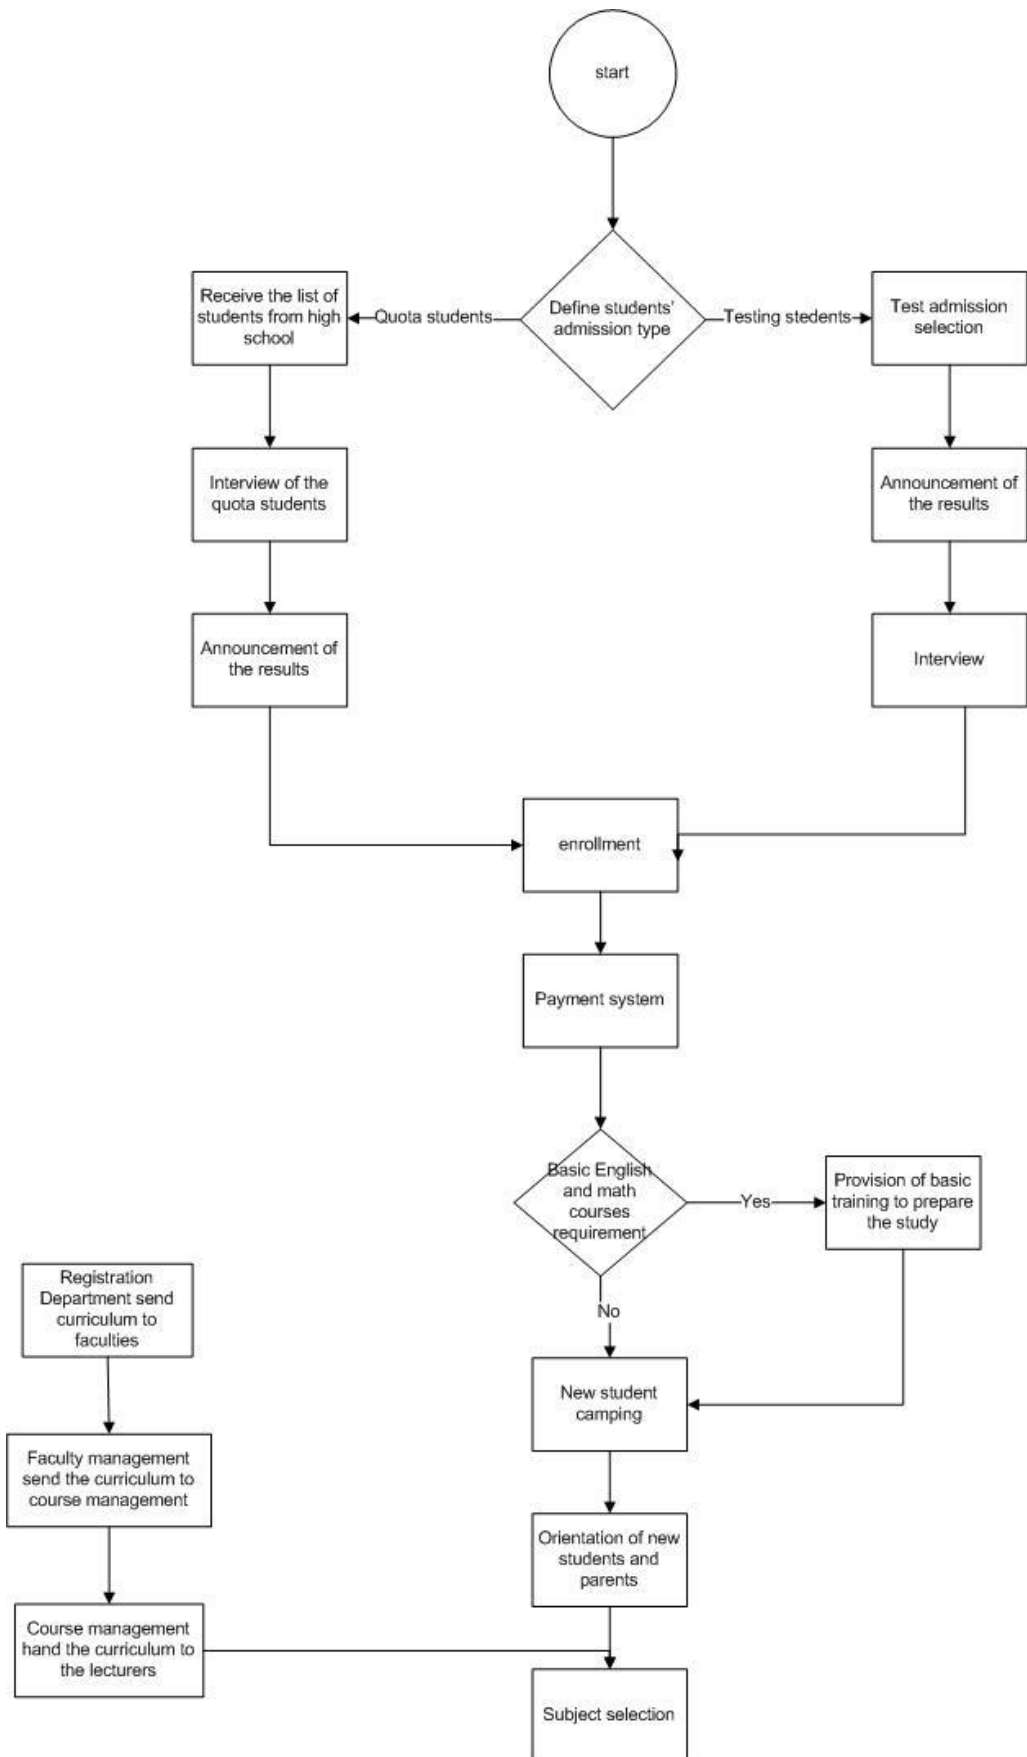 start
Define students'
admission type
Quota students
Testing stedents
Receive the list of
students from high
school
Test admission
selection
Interview of the
quota students
Announcement of
the results
Announcement of
the results
Interview
enrollment
Payment system
Basic English
and math
courses
requirement
Yes
Provision of basic
training to prepare
the study
No
Registration
Department send
curriculum to
faculties
New student
camping
Faculty management
send the curriculum to
course management
Orientation of new
students and
parents
Course management
hand the curriculum to
the lecturers
Subject selection